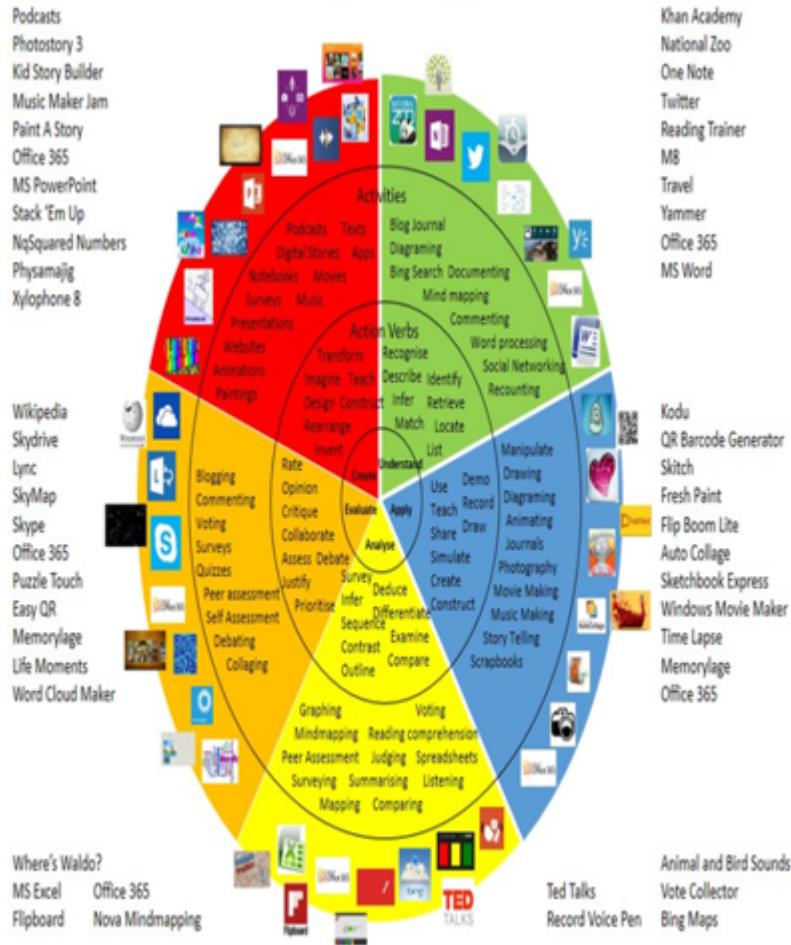 Podcasts
Photostory 3
Kid Story Builder
Music Maker Jam
Paint A Story
Office 365
MS PowerPoint
Stack 'Em Up
NqSquared Numbers
Physamajig
Xylophone 8
Khan Academy
National Zoo
One Note
Twitter
Reading Trainer
M8
Travel
Yammer
Office 365
MS Word
Activities
Podcasts Texts
Digital Stories Apps
Notebooks Movies
Surveys Music
Presentations
Websites
Animations
Paintings
Blog Journal
Diagraming
Bing Search Documenting
Mind mapping
Commenting
Word processing
Social Networking
Recounting
Action Verbs
Transform
Imagine Teach
Design Construct
Rearrange
Invent
Create
Recognise
Describe Identify
Infer Retrieve
Match Locate
List
Understand
Wikipedia
Skydrive
Lync
SkyMap
Skype
Office 365
Puzzle Touch
Easy QR
Memorylage
Life Moments
Word Cloud Maker
Blogging
Commenting
Voting
Surveys
Quizzes
Peer assessment
Self Assessment
Debating
Collaging
Rate
Opinion
Critique
Collaborate
Assess Debate
Justify
Prioritise
Evaluate
Apply
Use Demo
Teach Record
Share Draw
Simulate
Create
Construct
Manipulate
Drawing
Diagraming
Animating
Journals
Photography
Movie Making
Music Making
Story Telling
Scrapbooks
Kodu
QR Barcode Generator
Skitch
Fresh Paint
Flip Boom Lite
Auto Collage
Sketchbook Express
Windows Movie Maker
Time Lapse
Memorylage
Office 365
Analyse
Survey Deduce
Infer Differentiate
Sequence Examine
Contrast Compare
Outline
Graphing Voting
Mindmapping Reading comprehension
Peer Assessment Judging Spreadsheets
Surveying Summarising Listening
Mapping Comparing
TED
TALKS
Flipboard
bing
Where's Waldo?
MS Excel Office 365
Flipboard Nova Mindmapping
Ted Talks
Record Voice Pen
Animal and Bird Sounds
Vote Collector
Bing Maps